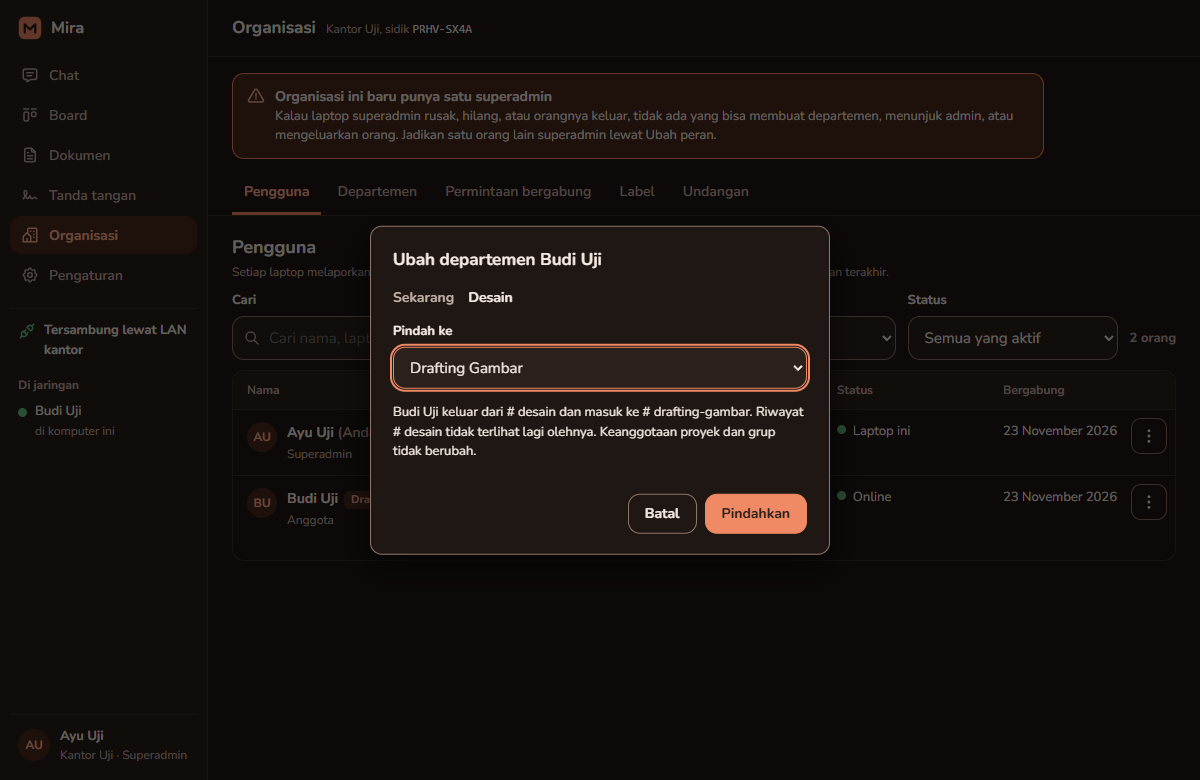 Mira
Chat
Board
Dokumen
Tanda tangan
Organisasi
Pengaturan
Tersambung lewat LAN
kantor
Di jaringan
Budi Uji
di komputer ini
AU
Ayu Uji
Kantor Uji · Superadmin
Organisasi
Kantor Uji, sidik PRHV-SX4A
Organisasi ini baru punya satu superadmin
Kalau laptop superadmin rusak, hilang, atau orangnya keluar, tidak ada yang bisa membuat departemen, menunjuk admin, atau
mengeluarkan orang. Jadikan satu orang lain superadmin lewat Ubah peran.
Pengguna
Departemen
Permintaan bergabung
Label
Undangan
Pengguna
Setiap laptop melaporkan
terakhir.
Cari
Status
Cari nama,
Semua yang aktif
2 orang
Nama
Status
Bergabung
AU
Ayu Uji
Superadmin
Laptop ini
23 November 2026
BU
Budi Uji
Anggota
Online
23 November 2026
Ubah departemen Budi Uji
Sekarang Desain
Pindah ke
Drafting Gambar
Budi Uji keluar dari # desain dan masuk ke # drafting-gambar. Riwayat
# desain tidak terlihat lagi olehnya. Keanggotaan proyek dan grup
tidak berubah.
Batal
Pindahkan